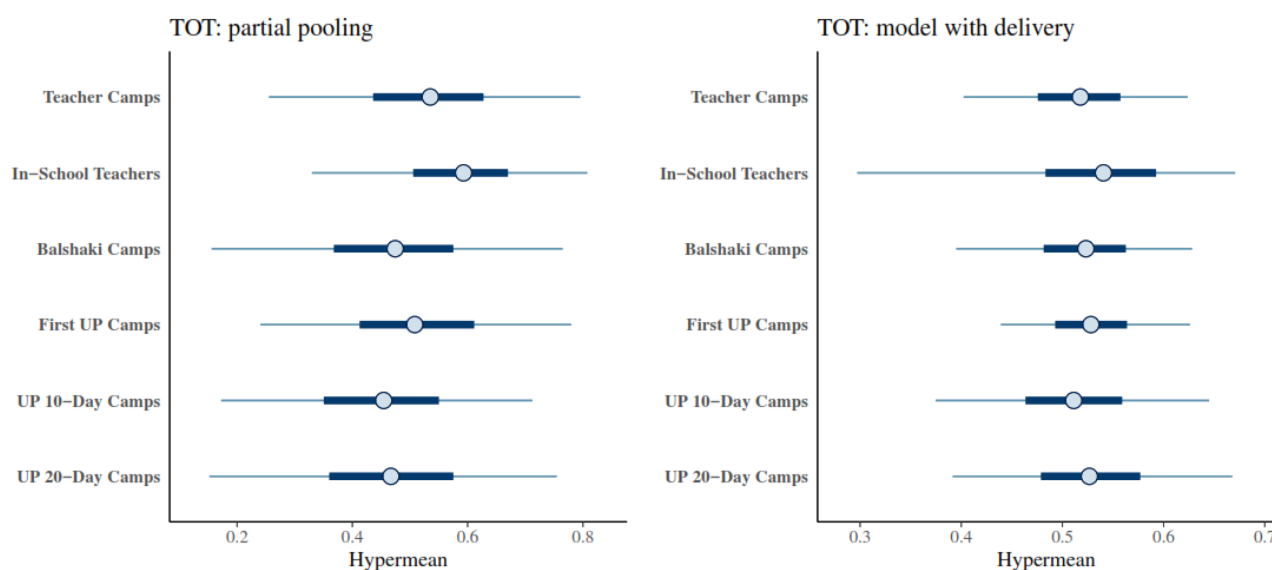 TOT: partial pooling
Teacher Camps
In−School Teachers
Balshaki Camps
First UP Camps
UP 10−Day Camps
UP 20−Day Camps
0.2 0.4 0.6 0.8
Hypermean
TOT: model with delivery
Teacher Camps
In−School Teachers
Balshaki Camps
First UP Camps
UP 10−Day Camps
UP 20−Day Camps
0.3 0.4 0.5 0.6 0.7
Hypermean